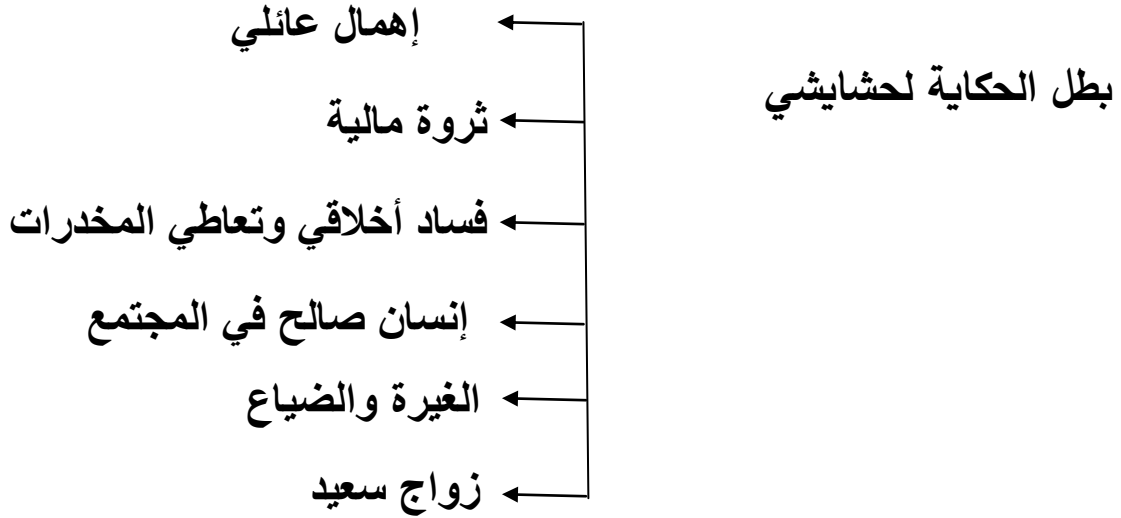 إهمال عائلي
بطل الحكاية لحشايشي
ثروة مالية
فساد أخلاقي وتعاطي المخدرات
إنسان صالح في المجتمع
الغيرة والضياع
زواج سعيد